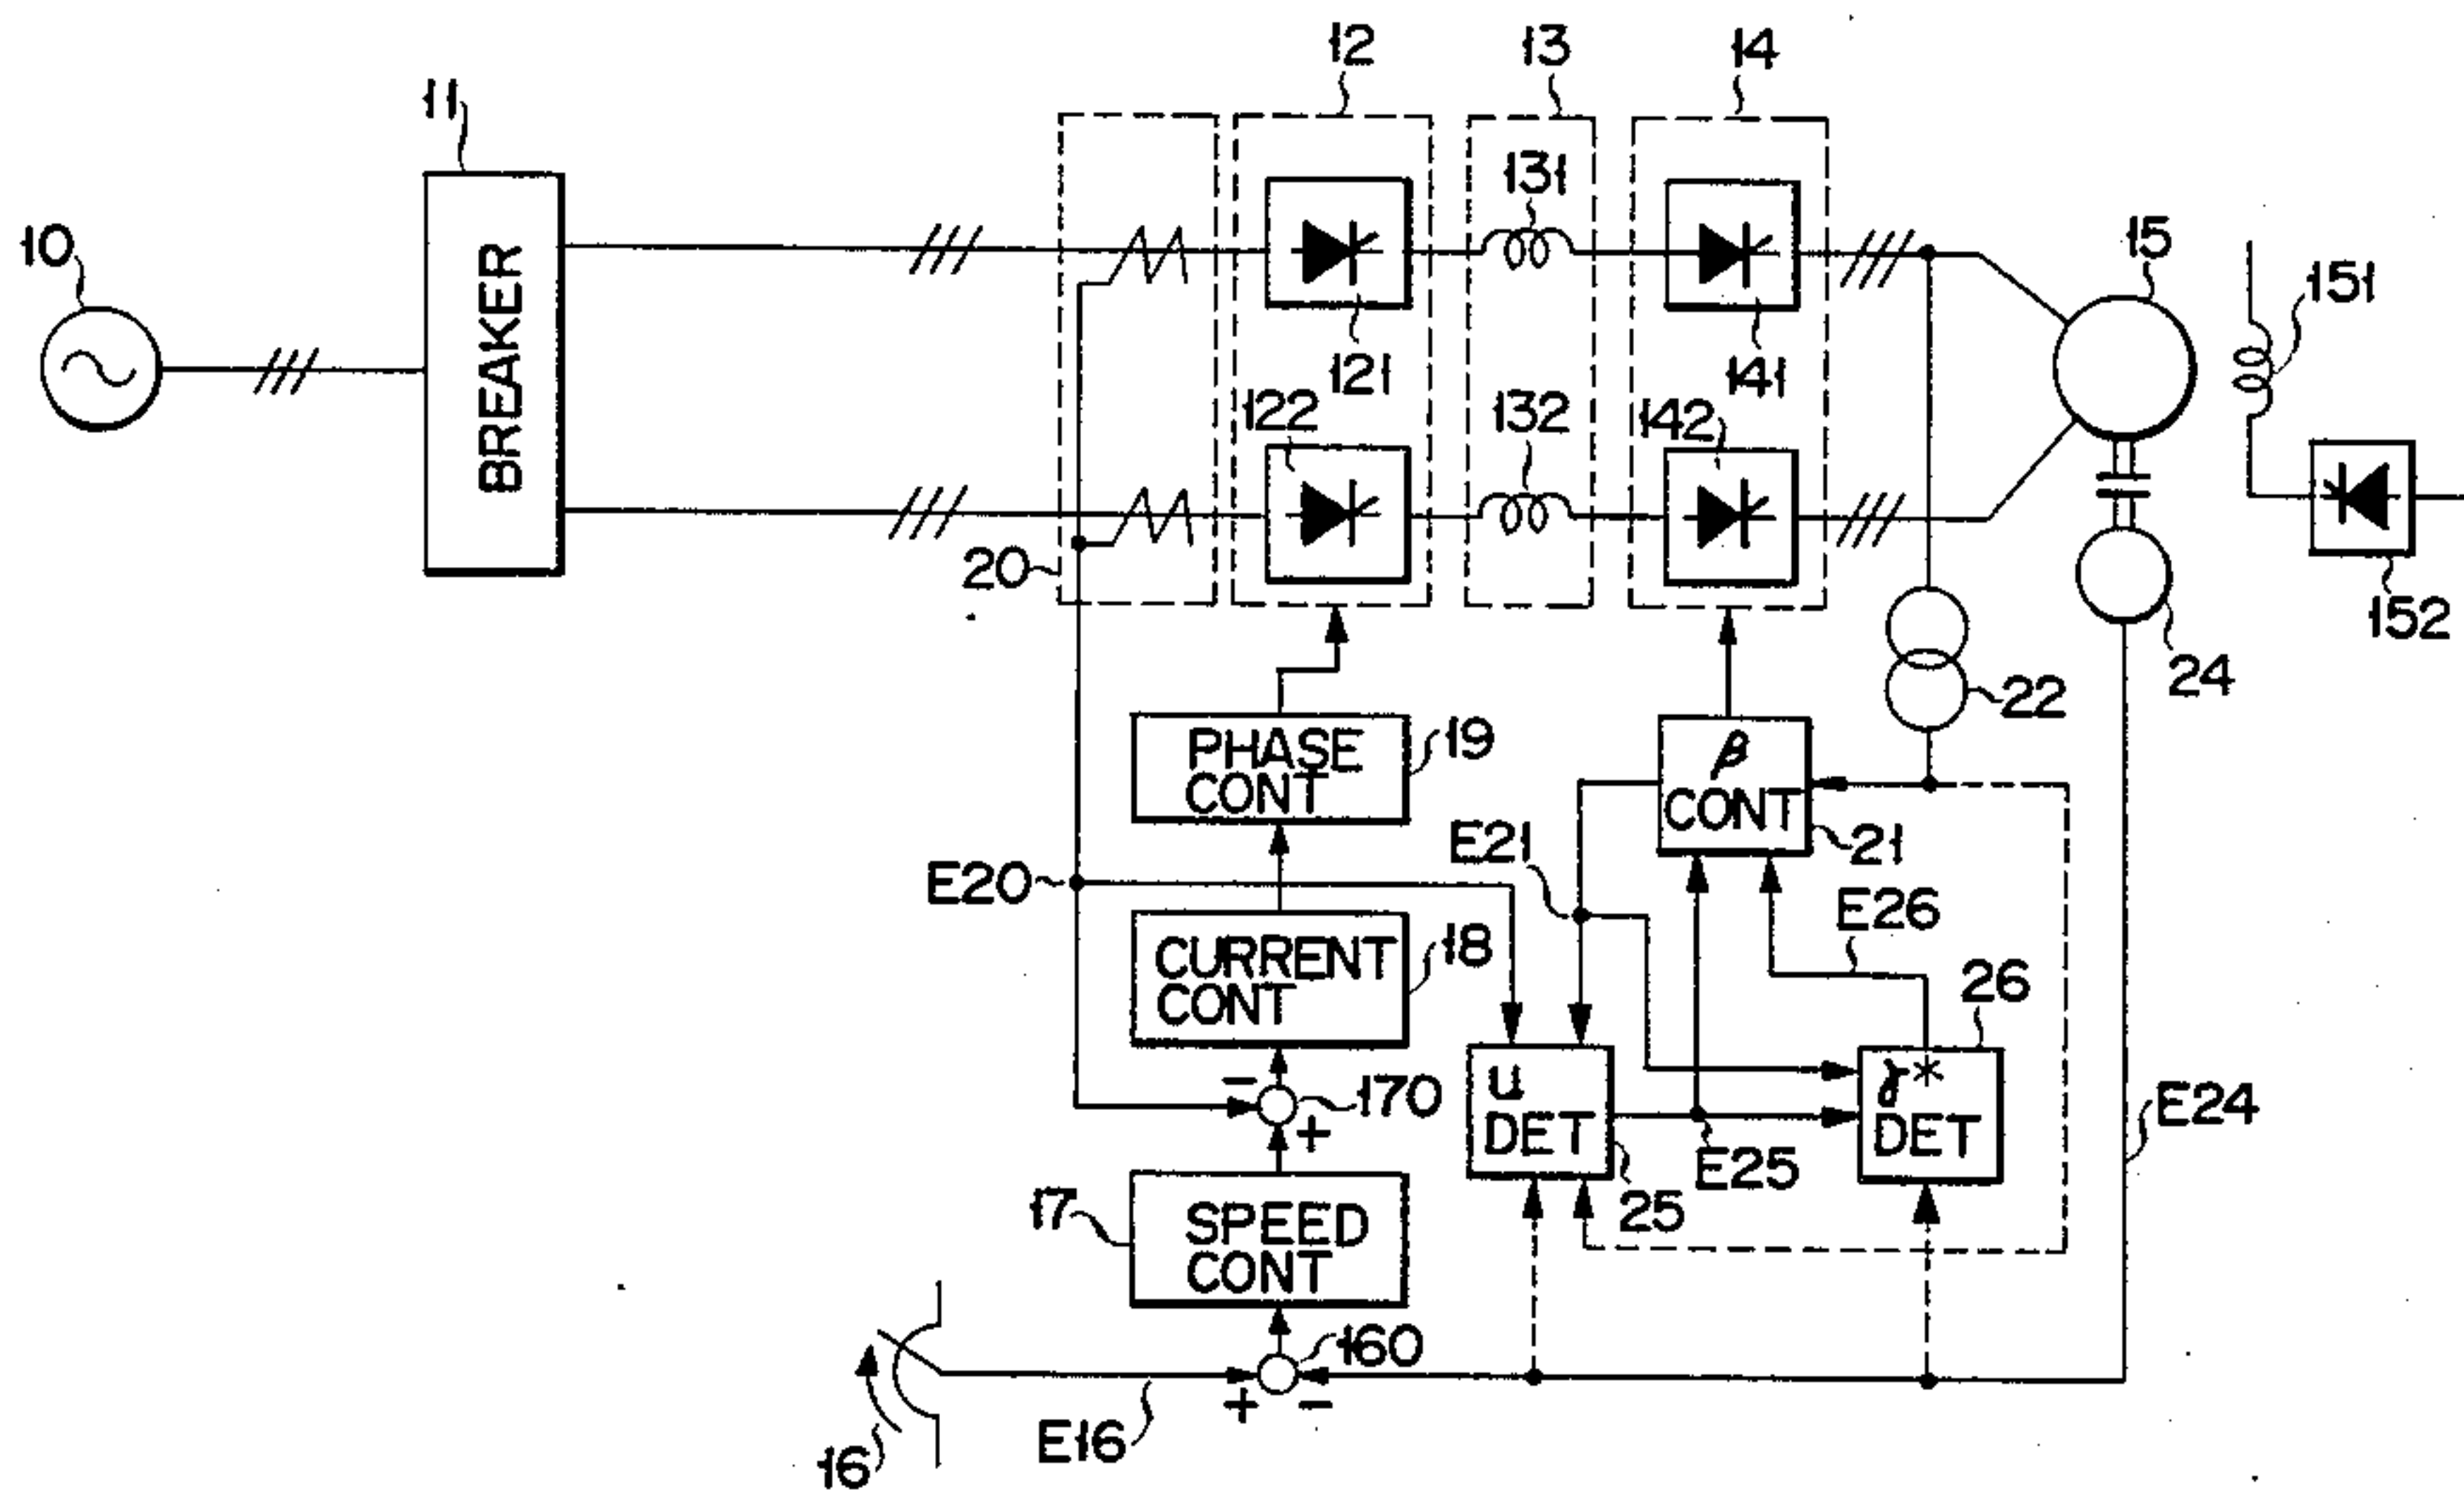 12
13
14
11
131
15
10
151
BREAKER
121
141
122
132
142
20
152
24
22
PHASE
CONT
19
β
CONT
21
E21
E20
E26
CURRENT
CONT
18
26
U
DET
γ*
DET
170
E24
-
+
E25
25
17
SPEED
CONT
160
+
-
E16
16